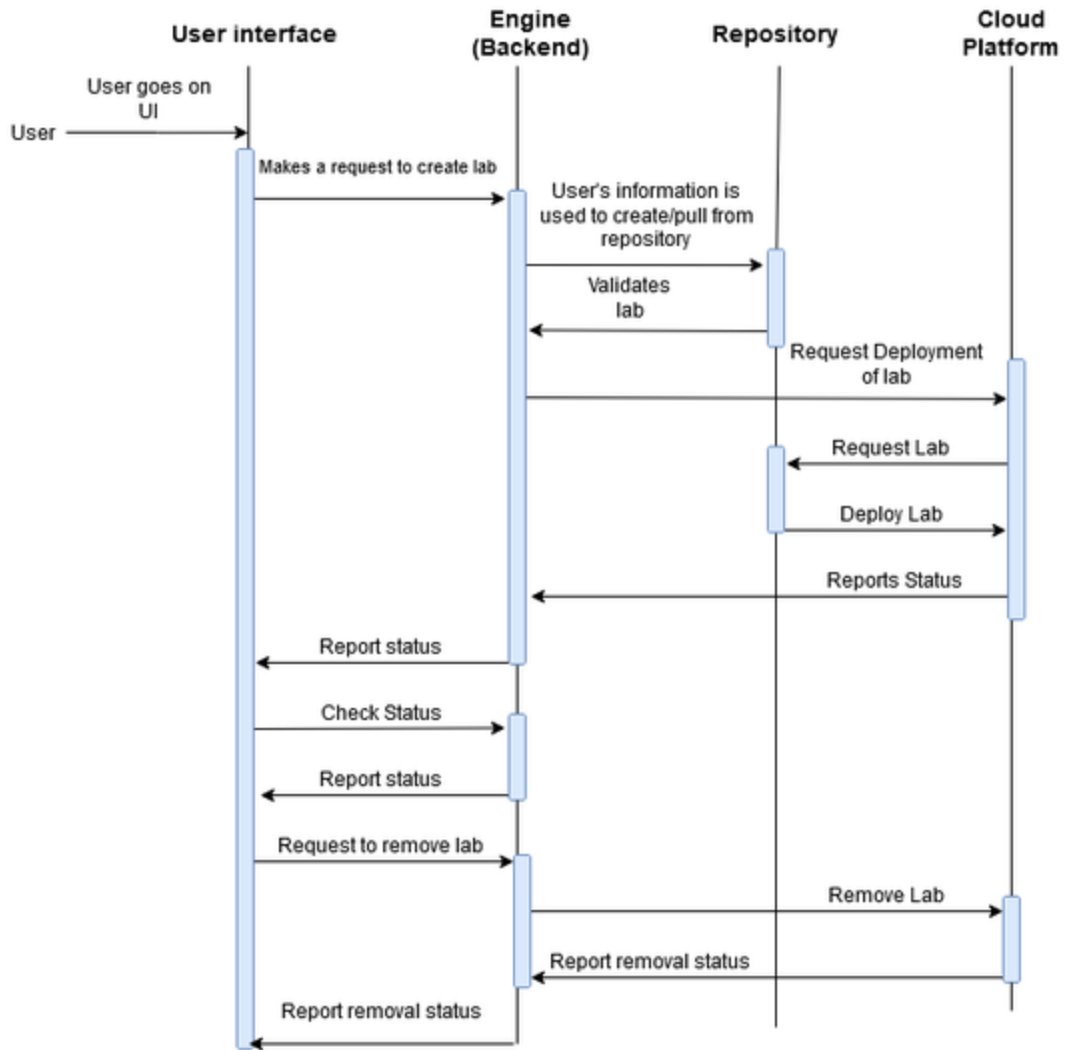 User interface
Engine
(Backend)
Repository
Cloud
Platform
User goes on
UI
User
Makes a request to create lab
User's information is
used to create/pull from
repository
Validates
lab
Request Deployment
of lab
Request Lab
Deploy Lab
Reports Status
Report status
Check Status
Report status
Request to remove lab
Remove Lab
Report removal status
Report removal status